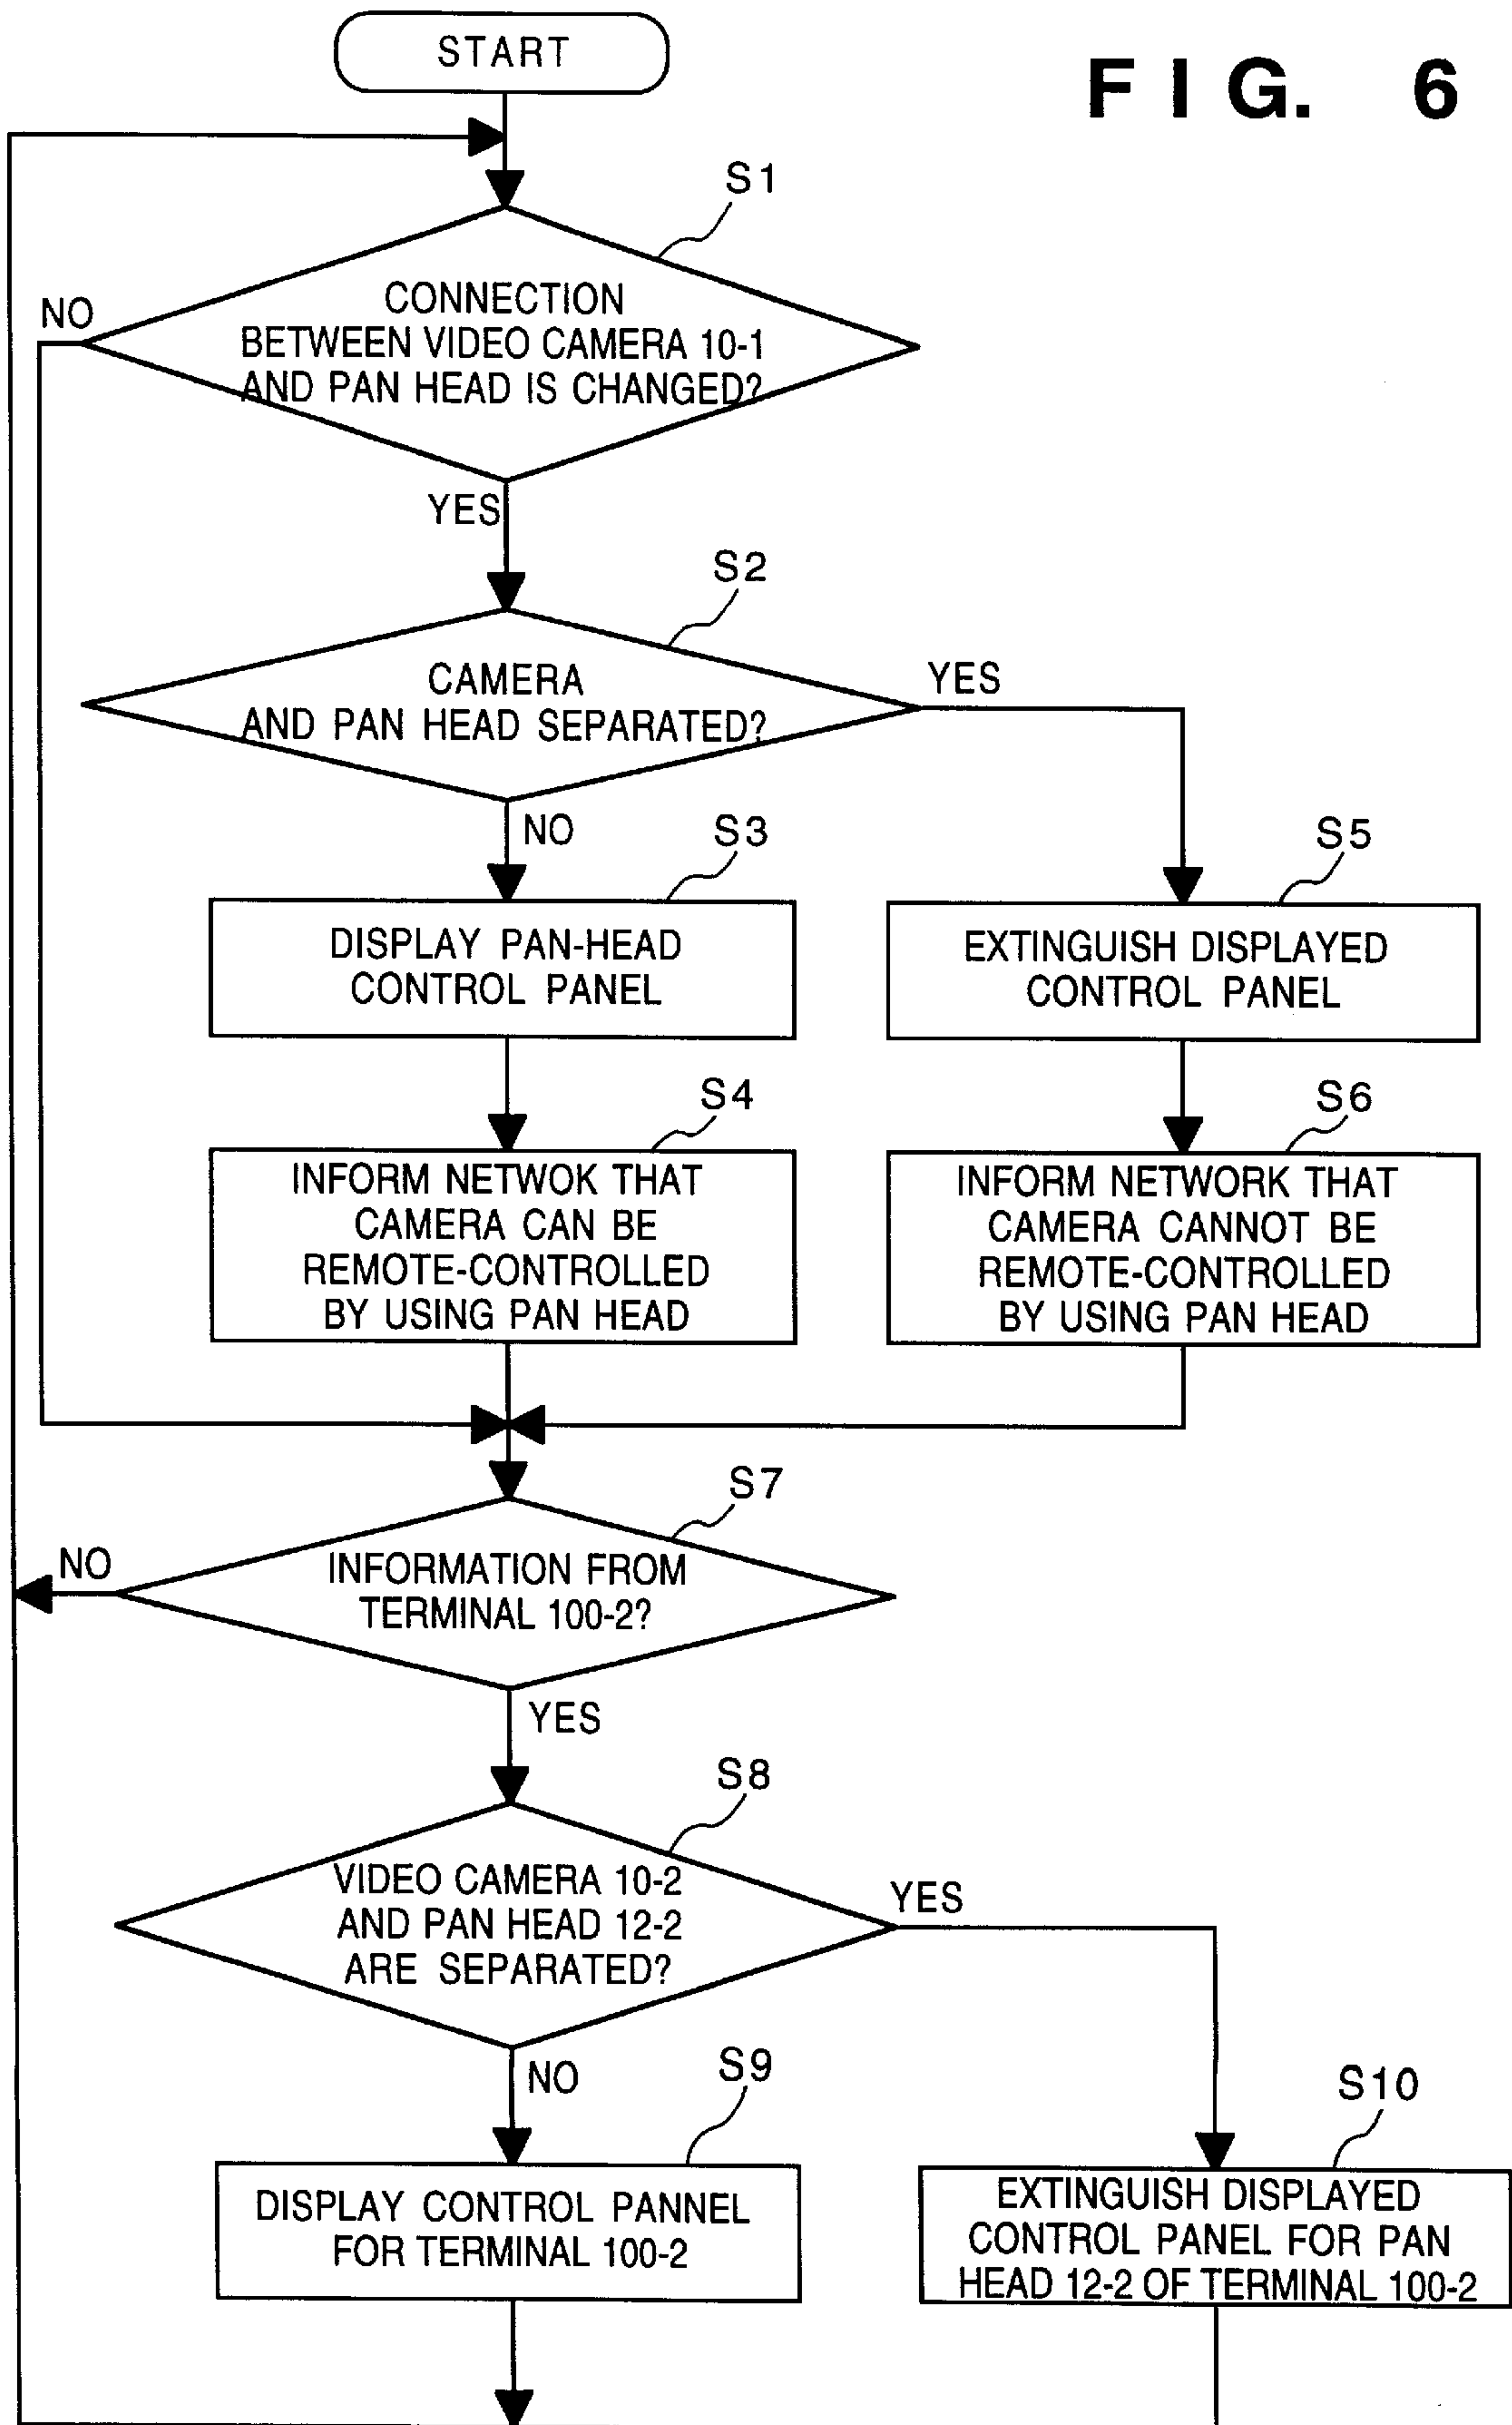 START
FIG. 6
S1
CONNECTION
BETWEEN VIDEO CAMERA 10-1
AND PAN HEAD IS CHANGED?
NO
YES
S2
CAMERA
AND PAN HEAD SEPARATED?
YES
NO
S3
DISPLAY PAN-HEAD
CONTROL PANEL
S5
EXTINGUISH DISPLAYED
CONTROL PANEL
S4
INFORM NETWOK THAT
CAMERA CAN BE
REMOTE-CONTROLLED
BY USING PAN HEAD
S6
INFORM NETWORK THAT
CAMERA CANNOT BE
REMOTE-CONTROLLED
BY USING PAN HEAD
S7
NO
INFORMATION FROM
TERMINAL 100-2?
YES
S8
VIDEO CAMERA 10-2
AND PAN HEAD 12-2
ARE SEPARATED?
YES
NO
S9
DISPLAY CONTROL PANNEL
FOR TERMINAL 100-2
S10
EXTINGUISH DISPLAYED
CONTROL PANEL FOR PAN
HEAD 12-2 OF TERMINAL 100-2